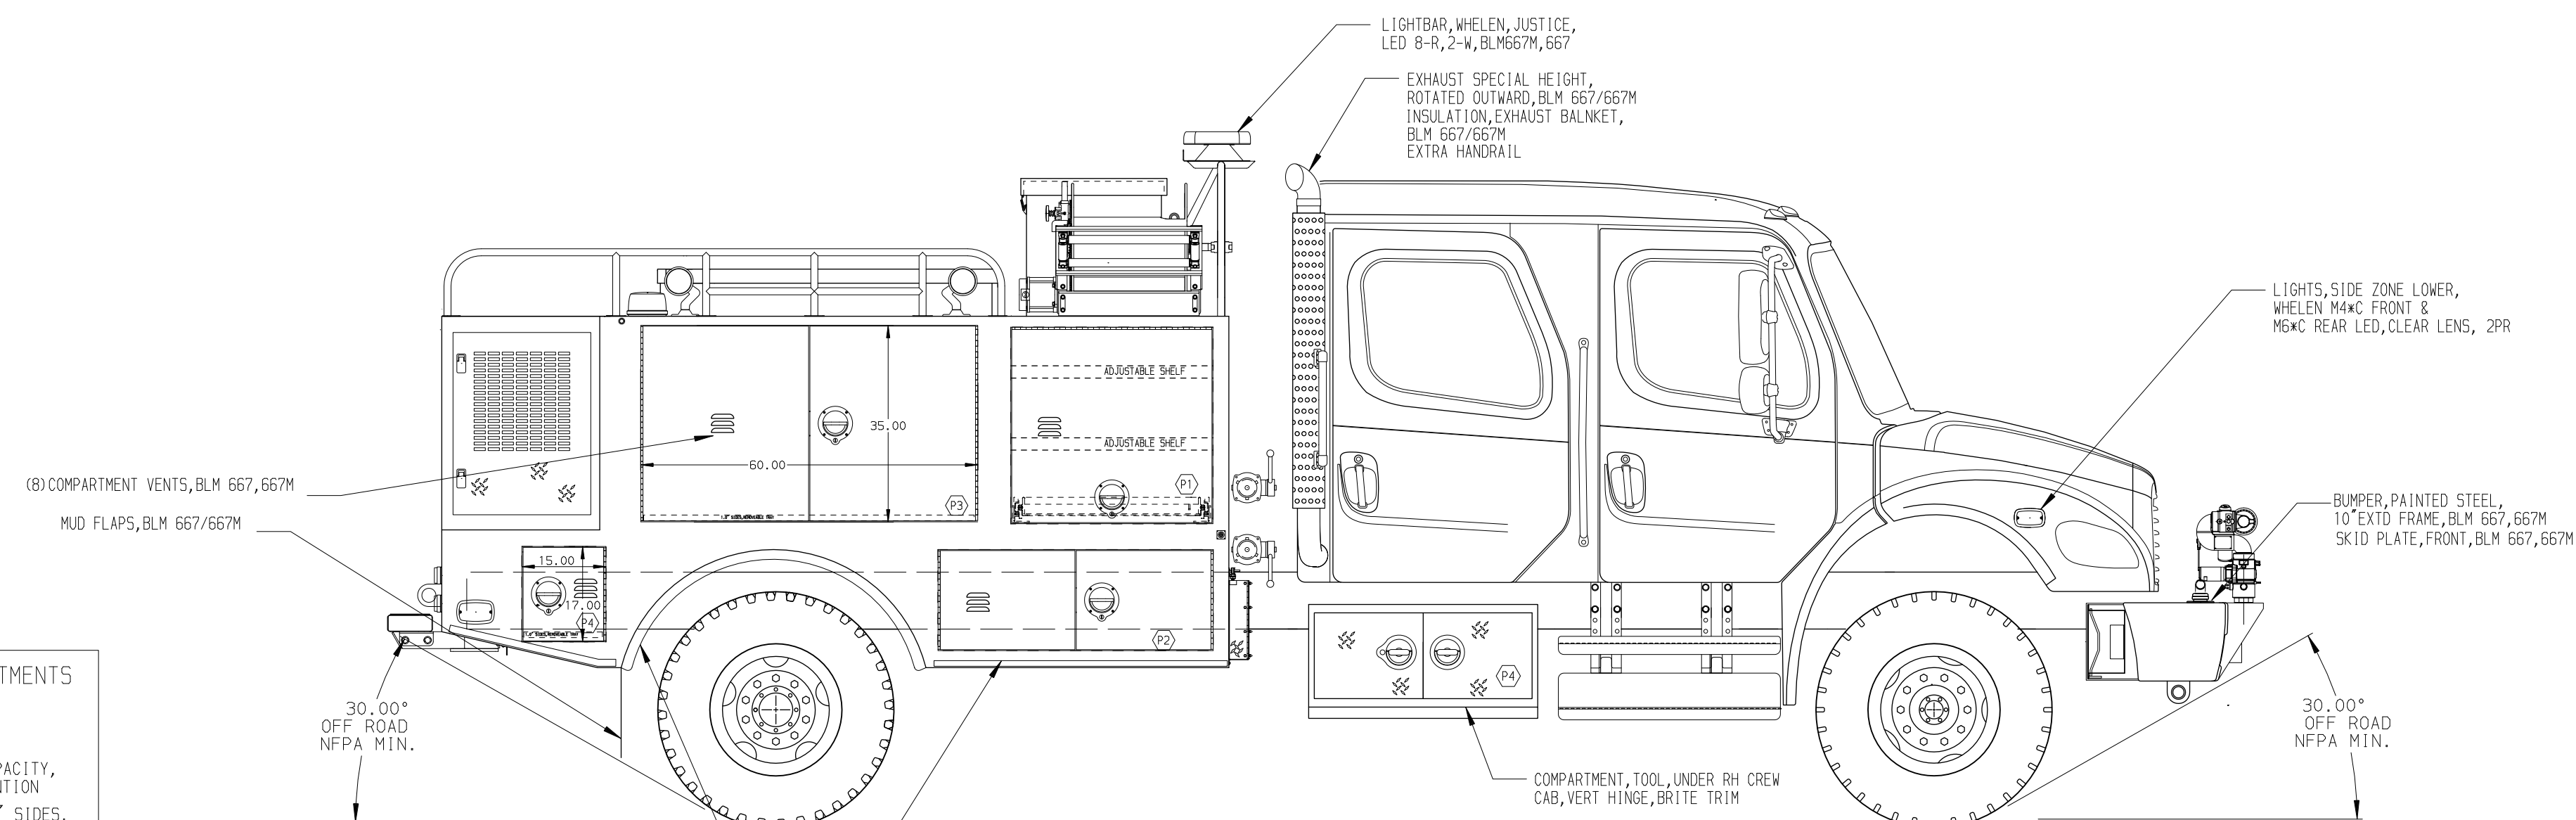 LIGHTBAR,WHELEN,JUSTICE,
LED 8-R,2-W,BLM667M,667
EXHAUST SPECIAL HEIGHT,
ROTATED OUTWARD,BLM 667/667M
INSULATION,EXHAUST BALNKET,
BLM 667/667M
EXTRA HANDRAIL
LIGHTS,SIDE ZONE LOWER,
WHELEN M4*C FRONT &
M6*C REAR LED,CLEAR LENS, 2PR
ADJUSTABLE SHELF
35.00
ADJUSTABLE SHELF
60.00
(8)COMPARTMENT VENTS,BLM 667,667M
P1
P3
MUD FLAPS,BLM 667/667M
BUMPER,PAINTED STEEL,
10"EXTD FRAME,BLM 667,667M
SKID PLATE,FRONT,BLM 667,667M
15.00
17.00
P4
P2
P4
TMENTS
30.00°
OFF ROAD
NFPA MIN.
30.00°
OFF ROAD
NFPA MIN.
PACITY,
NTION
SIDES.
COMPARTMENT,TOOL,UNDER RH CREW
CAB,VERT HINGE,BRITE TRIM